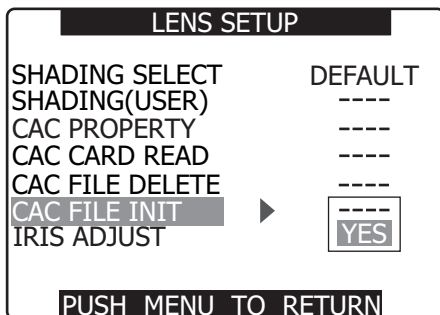 LENS SETUP
SHADING SELECT DEFAULT
SHADING(USER) ----
CAC PROPERTY ----
CAC CARD READ ----
CAC FILE DELETE ----
CAC FILE INIT ----
IRIS ADJUST YES
PUSH MENU TO RETURN